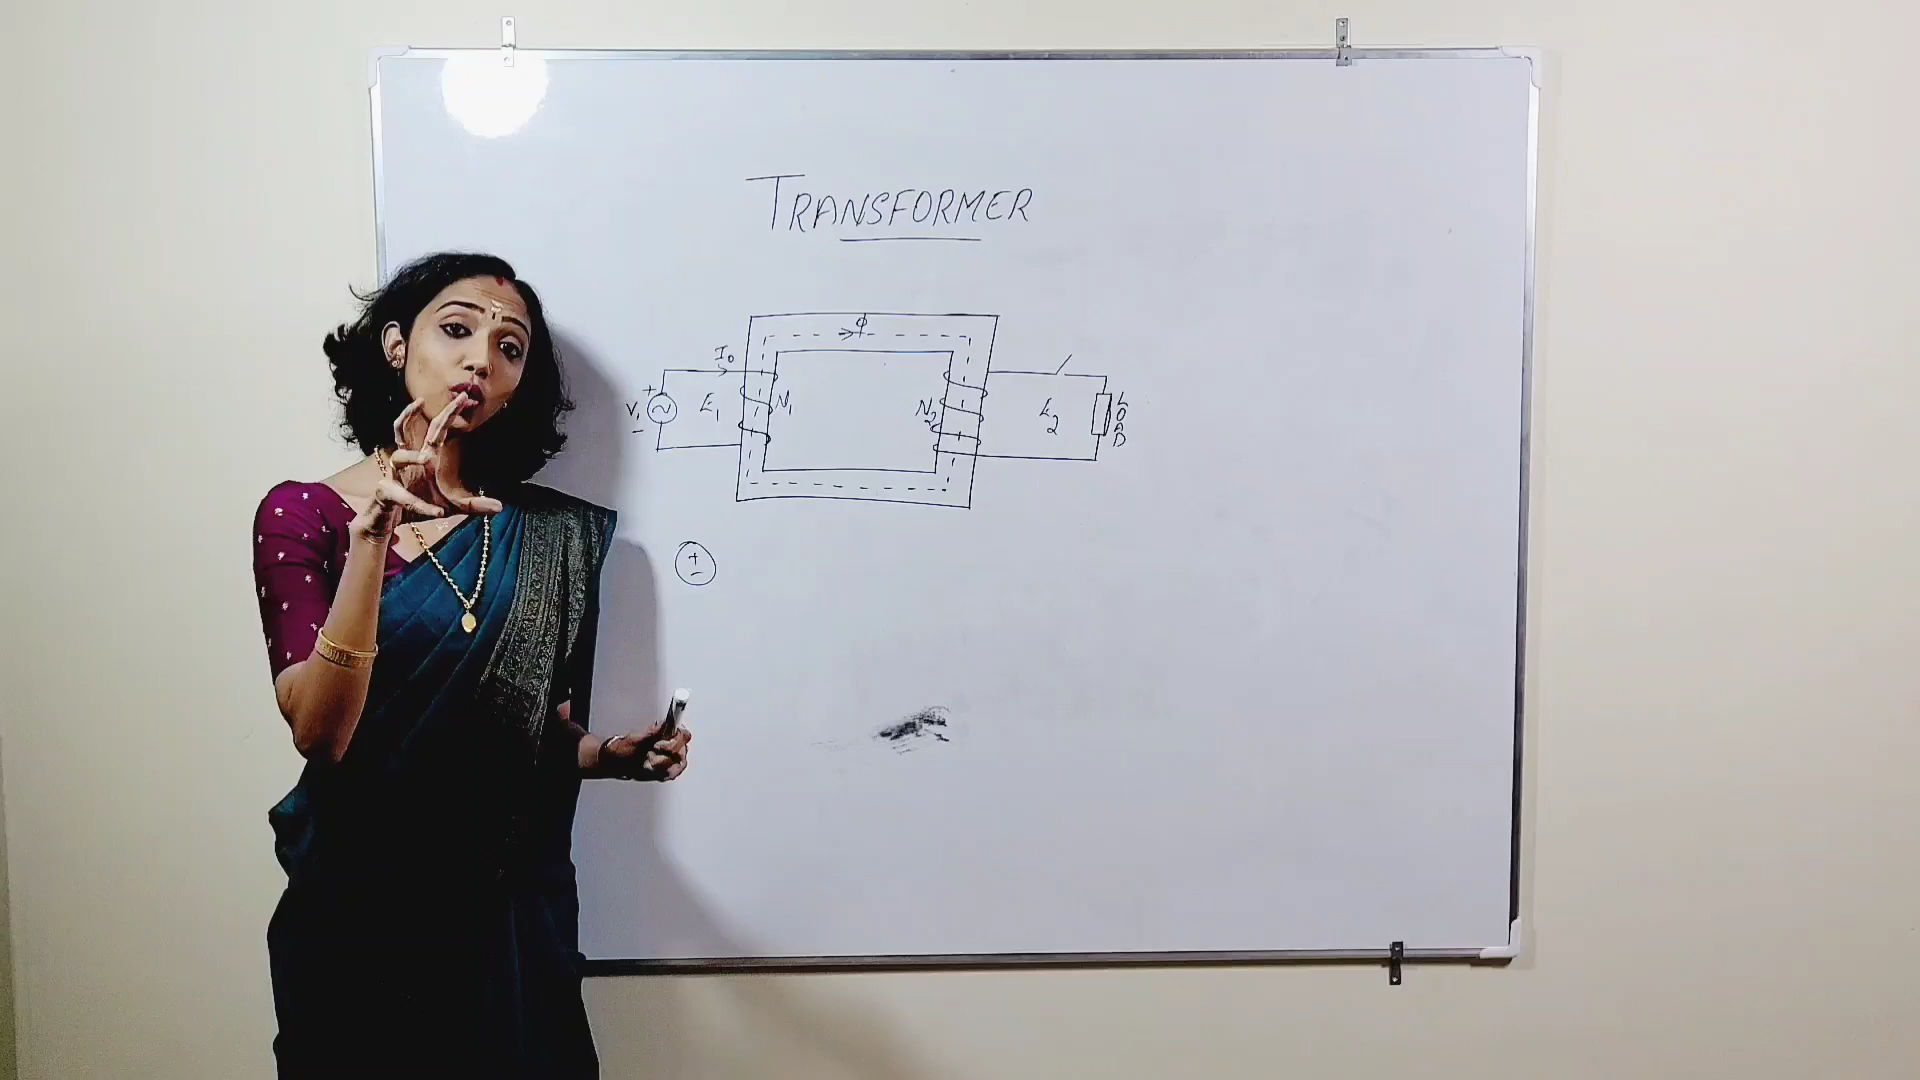 TRANSFORMER
ϕ
I₀
+
V₁
−
E₁
N₁
N₂
E₂
LOAD
+
−